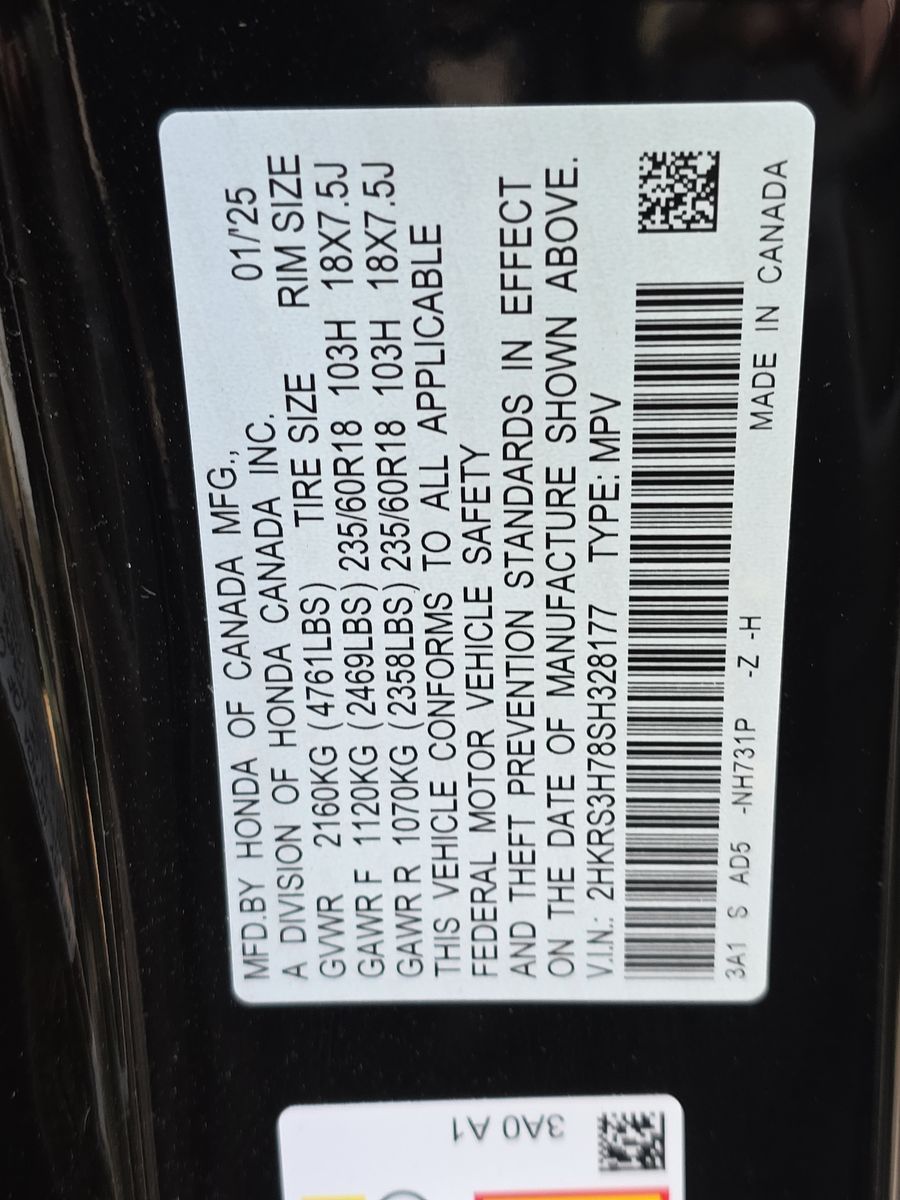 MFD.BY HONDA OF CANADA MFG., 01/'25
A DIVISION OF HONDA CANADA INC.
TIRE SIZE RIM SIZE
GVWR 2160KG (4761LBS)
GAWR F 1120KG (2469LBS) 235/60R18 103H 18X7.5J
GAWR R 1070KG (2358LBS) 235/60R18 103H 18X7.5J
THIS VEHICLE CONFORMS TO ALL APPLICABLE
FEDERAL MOTOR VEHICLE SAFETY
AND THEFT PREVENTION STANDARDS IN EFFECT
ON THE DATE OF MANUFACTURE SHOWN ABOVE.
V.I.N.: 2HKRS3H78SH328177 TYPE: MPV
3A1 S AD5 -NH731P -Z -H
MADE IN CANADA
3A0 A1